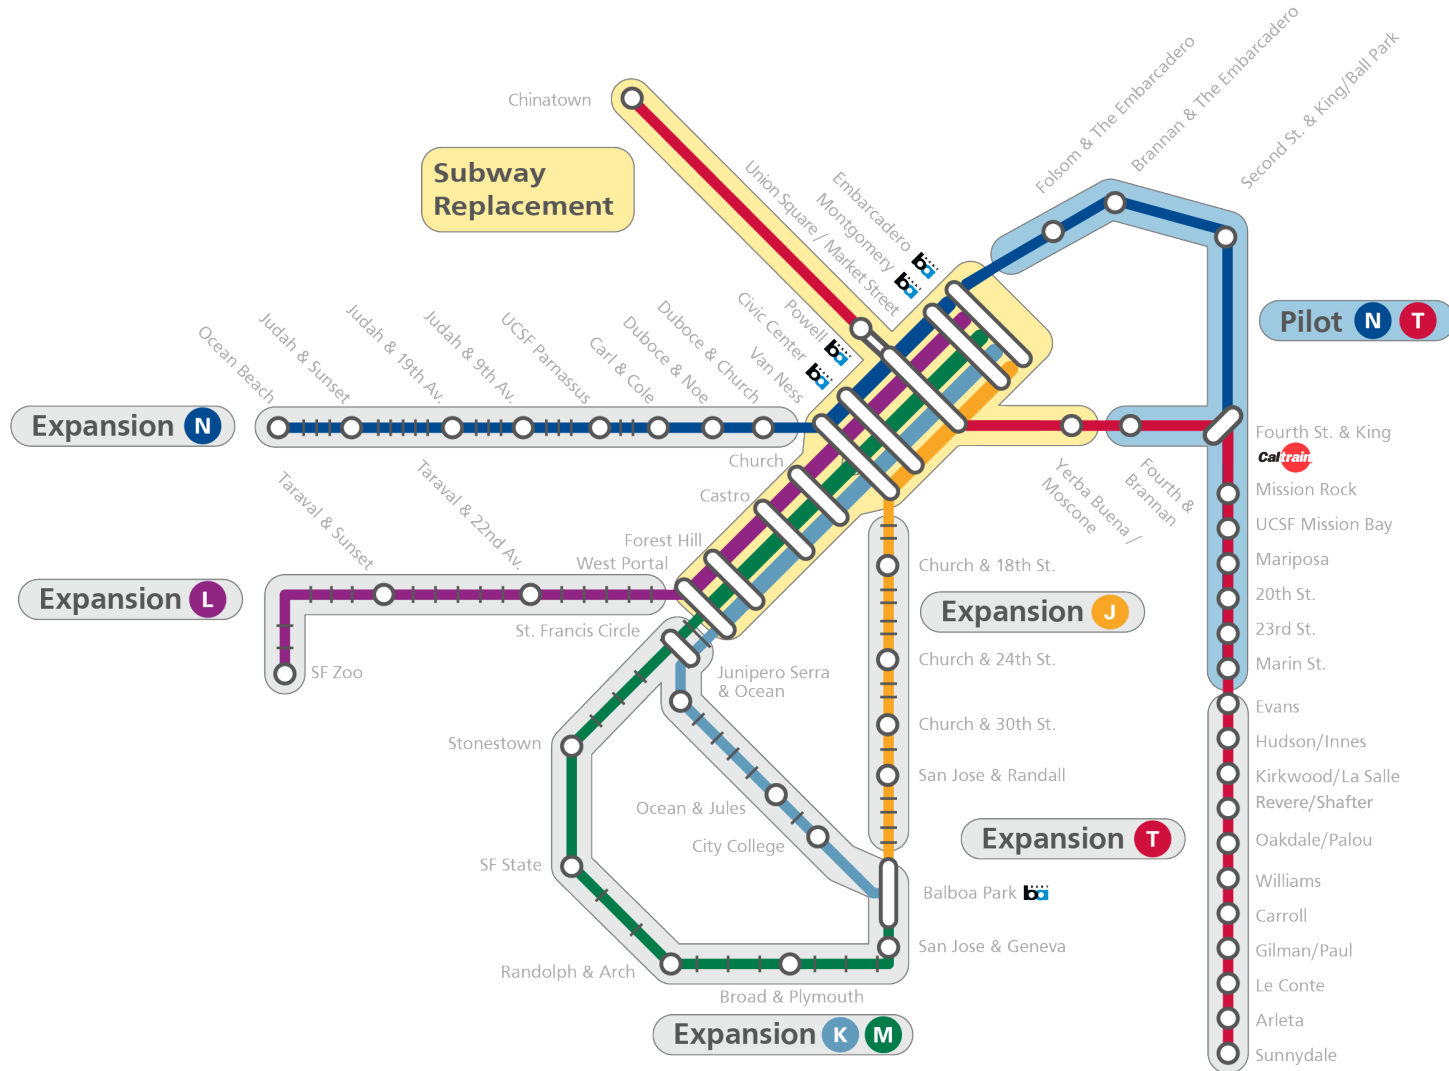 Chinatown
Subway
Replacement
Union Square / Market Street
Montgomery
Embarcadero
ba
ba
Folsom & The Embarcadero
Brannan & The Embarcadero
Second St. & King/Ball Park
Pilot N T
Powell
ba
Civic Center
ba
Van Ness
Duboce & Church
Duboce & Noe
Carl & Cole
UCSF Parnassus
Judah & 9th Av.
Judah & 19th Av.
Judah & Sunset
Ocean Beach
Expansion N
Fourth St. & King
Caltrain
Yerba Buena /
Moscone
Fourth &
Brannan
Church
Castro
Forest Hill
West Portal
Taraval & Sunset
Taraval & 22nd Av.
Expansion L
SF Zoo
St. Francis Circle
Junipero Serra
& Ocean
Church & 18th St.
Expansion J
Church & 24th St.
Church & 30th St.
San Jose & Randall
Mission Rock
UCSF Mission Bay
Mariposa
20th St.
23rd St.
Marin St.
Evans
Hudson/Innes
Kirkwood/La Salle
Revere/Shafter
Oakdale/Palou
Williams
Carroll
Gilman/Paul
Le Conte
Arleta
Sunnydale
Expansion T
Stonestown
Ocean & Jules
City College
SF State
Balboa Park ba
San Jose & Geneva
Randolph & Arch
Broad & Plymouth
Expansion K M